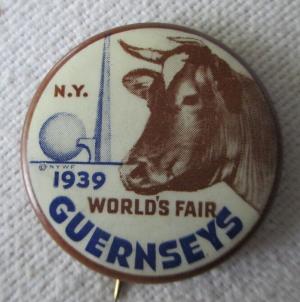 N.Y.
© N.Y.W.F.
1939
WORLD'S FAIR
GUERNSEYS